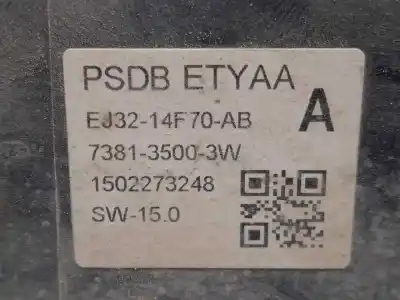 PSDB ETYAA
EJ32-14F70-AB
A
7381-3500-3W
1502273248
SW-15.0